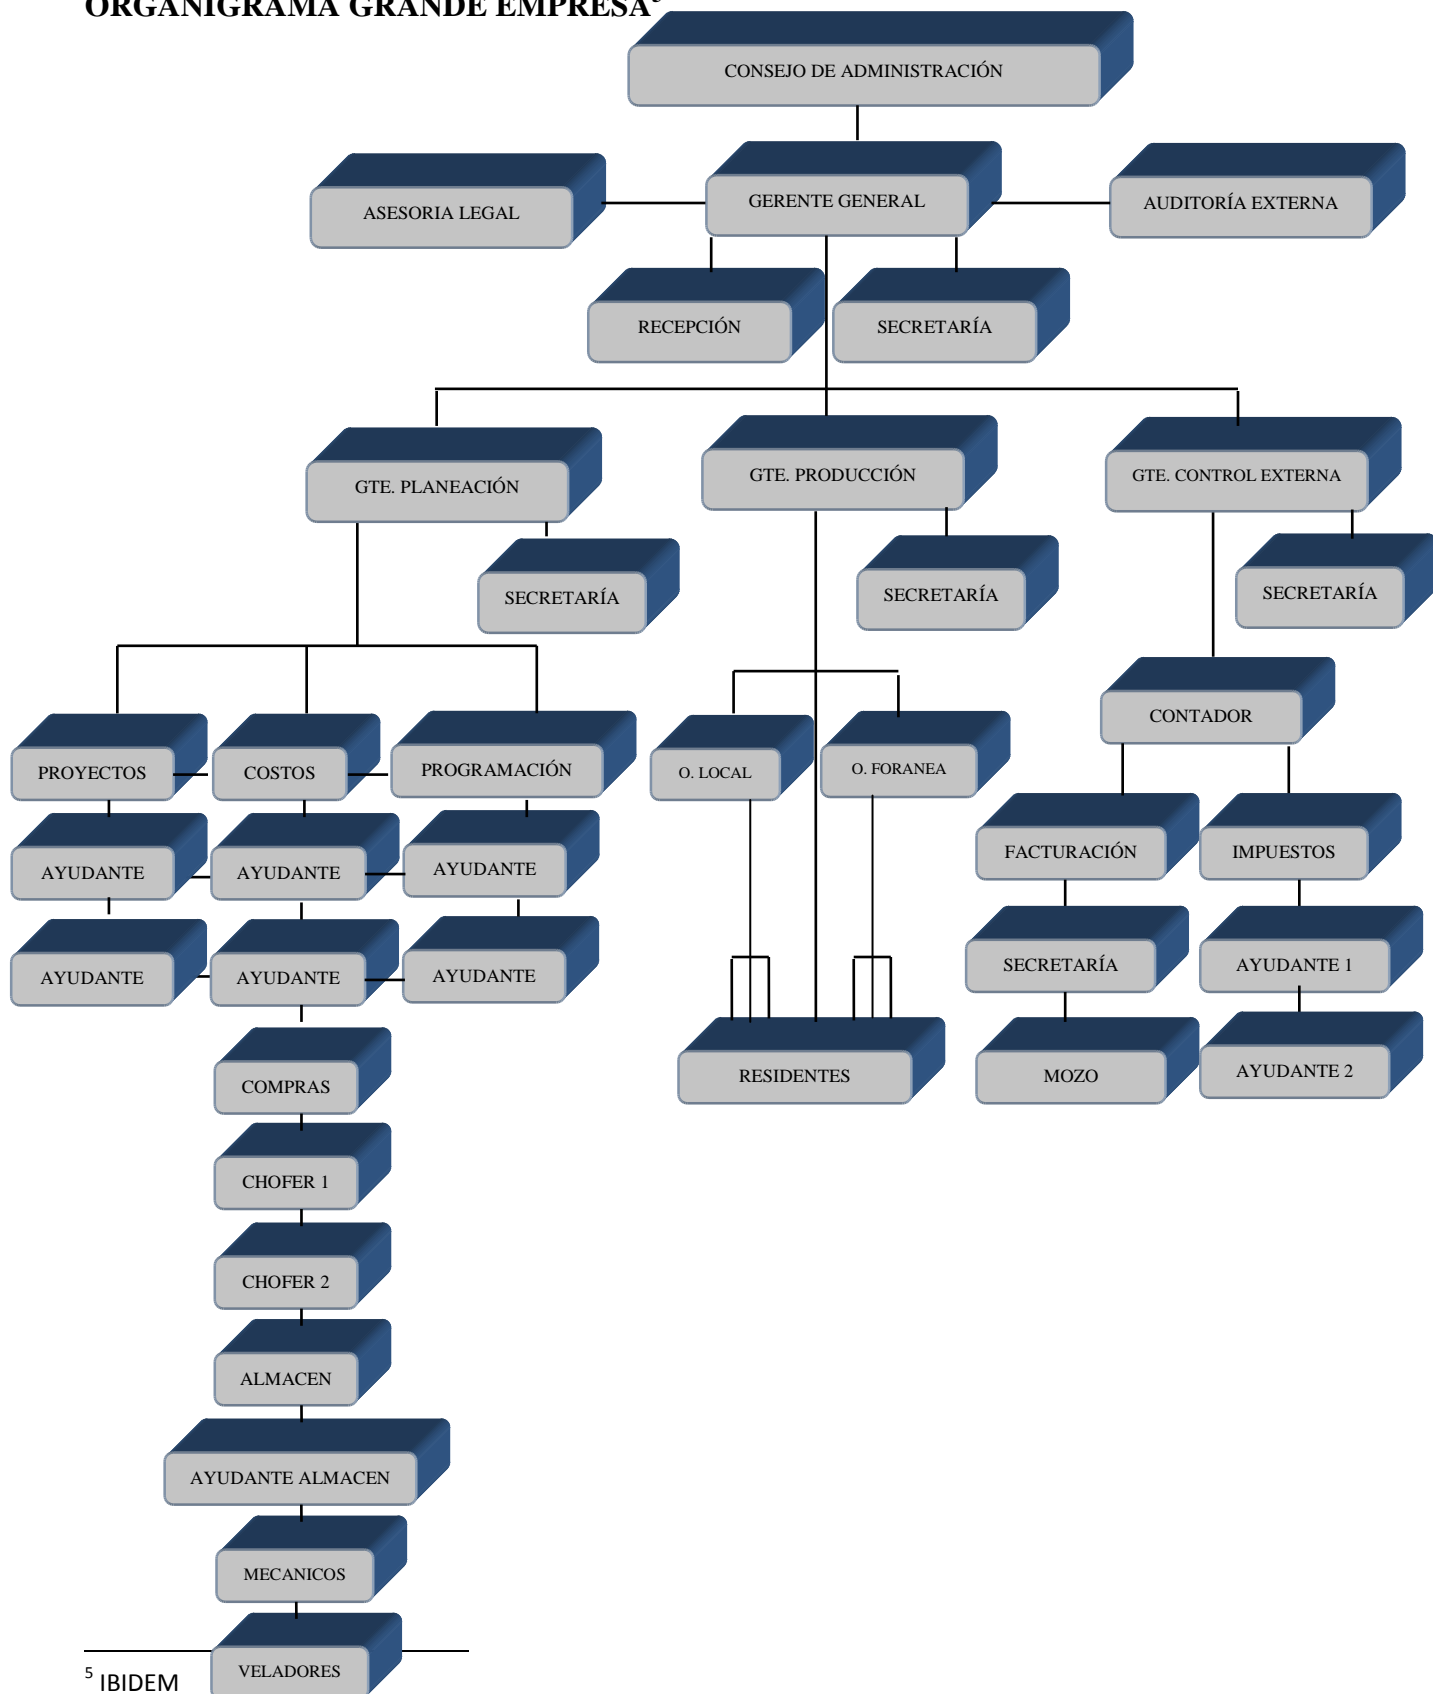 ORGANIGRAMA GRANDE EMPRESA⁵
CONSEJO DE ADMINISTRACIÓN
ASESORIA LEGAL
GERENTE GENERAL
AUDITORÍA EXTERNA
RECEPCIÓN
SECRETARÍA
GTE. PLANEACIÓN
GTE. PRODUCCIÓN
GTE. CONTROL EXTERNA
SECRETARÍA
SECRETARÍA
SECRETARÍA
PROYECTOS
COSTOS
PROGRAMACIÓN
O. LOCAL
O. FORANEA
CONTADOR
AYUDANTE
AYUDANTE
AYUDANTE
FACTURACIÓN
IMPUESTOS
AYUDANTE
AYUDANTE
AYUDANTE
SECRETARÍA
AYUDANTE 1
COMPRAS
RESIDENTES
MOZO
AYUDANTE 2
CHOFER 1
CHOFER 2
ALMACEN
AYUDANTE ALMACEN
MECANICOS
VELADORES
⁵ IBIDEM